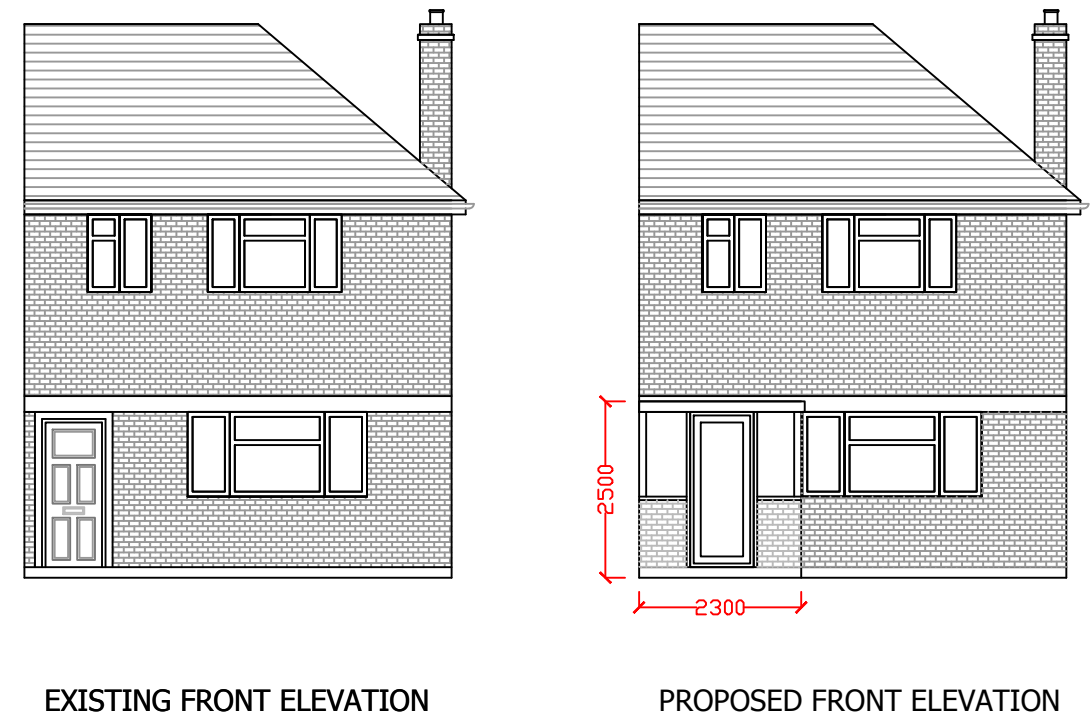 2500
2300
EXISTING FRONT ELEVATION
PROPOSED FRONT ELEVATION